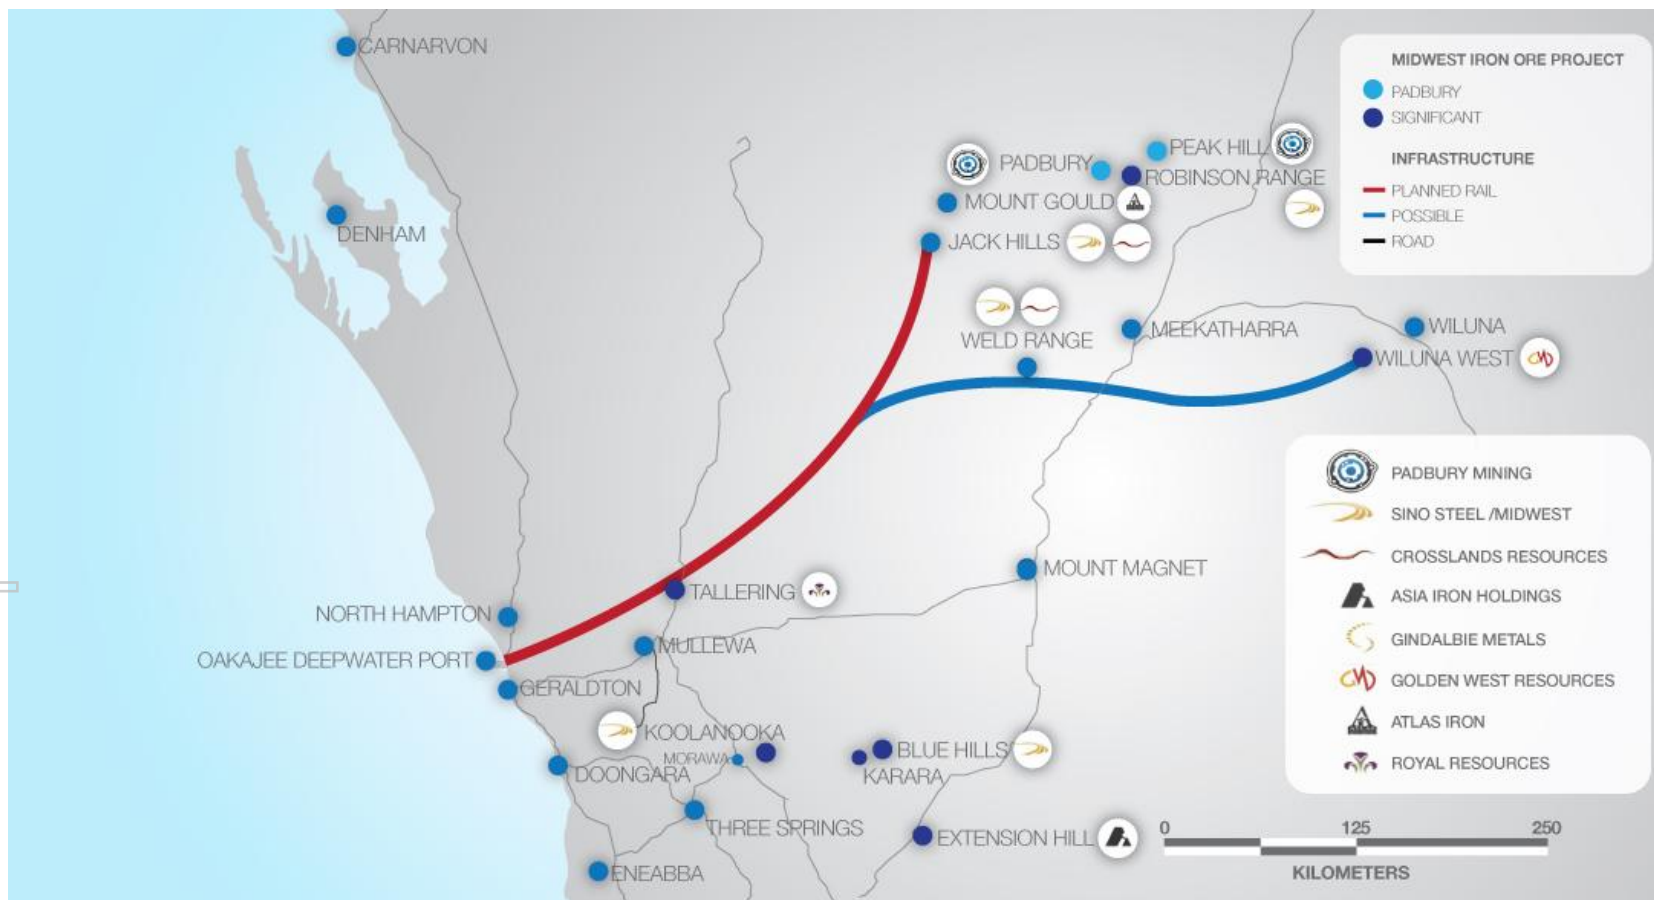 CARNARVON
MIDWEST IRON ORE PROJECT
PADBURY
SIGNIFICANT
INFRASTRUCTURE
PLANNED RAIL
POSSIBLE
ROAD
PEAK HILL
PADBURY
ROBINSON RANGE
MOUNT GOULD
DENHAM
JACK HILLS
WELD RANGE
MEEKATHARRA
WILUNA
WILUNA WEST
PADBURY MINING
SINO STEEL /MIDWEST
CROSSLANDS RESOURCES
ASIA IRON HOLDINGS
GINDALBIE METALS
GOLDEN WEST RESOURCES
ATLAS IRON
ROYAL RESOURCES
MOUNT MAGNET
TALLERING
NORTH HAMPTON
MULLEWA
OAKAJEE DEEPWATER PORT
GERALDTON
KOOLANOOKA
MORAWA
BLUE HILLS
KARARA
DOONGARA
THREE SPRINGS
EXTENSION HILL
ENEABBA
0 125 250
KILOMETERS